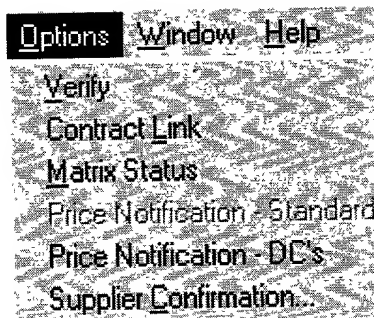 Options Window Help
Verify
Contract Link
Matrix Status
Price Notification - Standard
Price Notification - DC's
Supplier Confirmation...